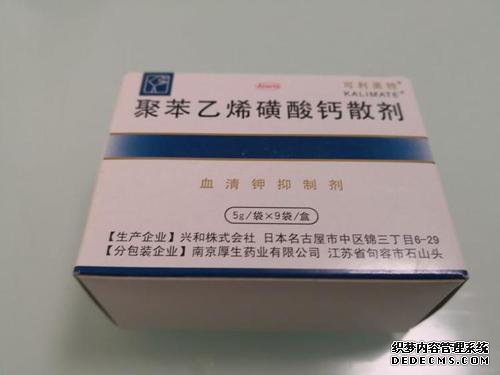 Kowa
可利美特®
KALIMATE®
聚苯乙烯磺酸钙散剂
血清钾抑制剂
5g/袋×9袋/盒
【生产企业】兴和株式会社 日本名古屋市中区锦三丁目6-29
【分包装企业】南京厚生药业有限公司 江苏省句容市石山头
织梦内容管理系统
DEDECMS.COM